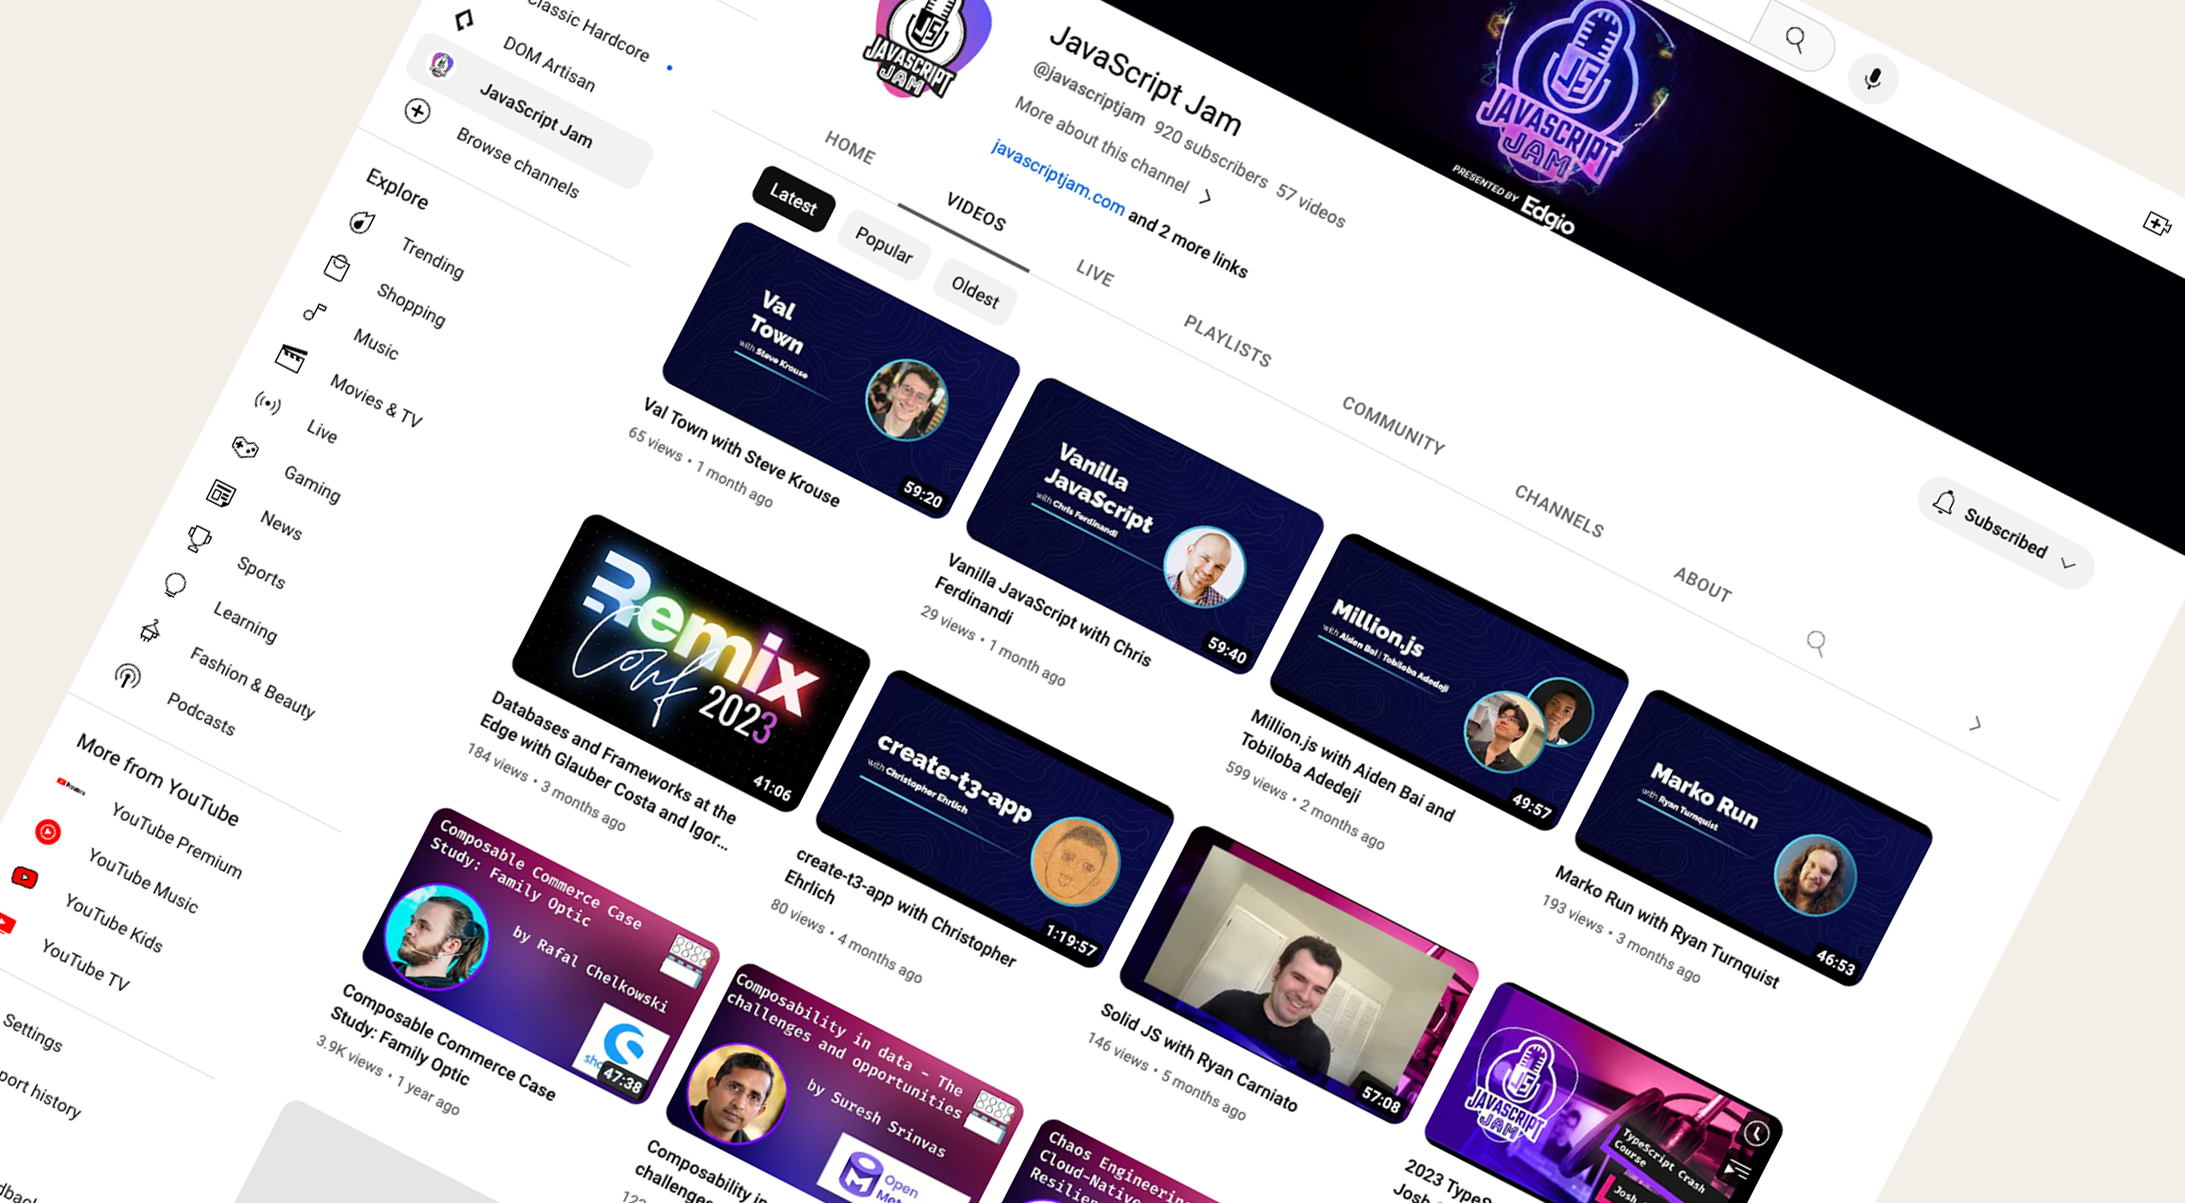 Classic Hardcore
DOM Artisan
JavaScript Jam
Browse channels
Explore
Trending
Shopping
Music
Movies & TV
Live
Gaming
News
Sports
Learning
Fashion & Beauty
Podcasts
More from YouTube
YouTube Premium
YouTube Music
YouTube Kids
YouTube TV
Settings
port history
JS
JAVASCRIPT
JAM
JavaScript Jam
@javascriptjam 920 subscribers 57 videos
More about this channel
javascriptjam.com and 2 more links
JS
JAVASCRIPT
JAM
PRESENTED BY Edgio
Subscribed
HOME
VIDEOS
LIVE
PLAYLISTS
COMMUNITY
CHANNELS
ABOUT
Latest
Popular
Oldest
Val
Town
with Steve Krouse
59:20
Val Town with Steve Krouse
65 views • 1 month ago
Vanilla
JavaScript
with Chris Ferdinandi
59:40
Vanilla JavaScript with Chris
Ferdinandi
29 views • 1 month ago
Million.js
with Aiden Bai | Tobiloba Adedeji
49:57
Million.js with Aiden Bai and
Tobiloba Adedeji
599 views • 2 months ago
Marko Run
with Ryan Turnquist
46:53
Marko Run with Ryan Turnquist
193 views • 3 months ago
Remix
Conf 2023
41:06
Databases and Frameworks at the
Edge with Glauber Costa and Igor...
184 views • 3 months ago
create-t3-app
with Christopher Ehrlich
1:19:57
create-t3-app with Christopher
Ehrlich
80 views • 4 months ago
57:08
Solid JS with Ryan Carniato
146 views • 5 months ago
JS
JAVASCRIPT
JAM
TypeScript Crash
Course
Josh
2023 TypeS
Josh
Composable Commerce Case
Study: Family Optic
by Rafal Chelkowski
47:38
Composable Commerce Case
Study: Family Optic
3.9K views • 1 year ago
Composability in data – The
challenges and opportunities
by Suresh Srinvas
Open
Composability in
challenges
Chaos Engineering
Cloud-Native
Resilien